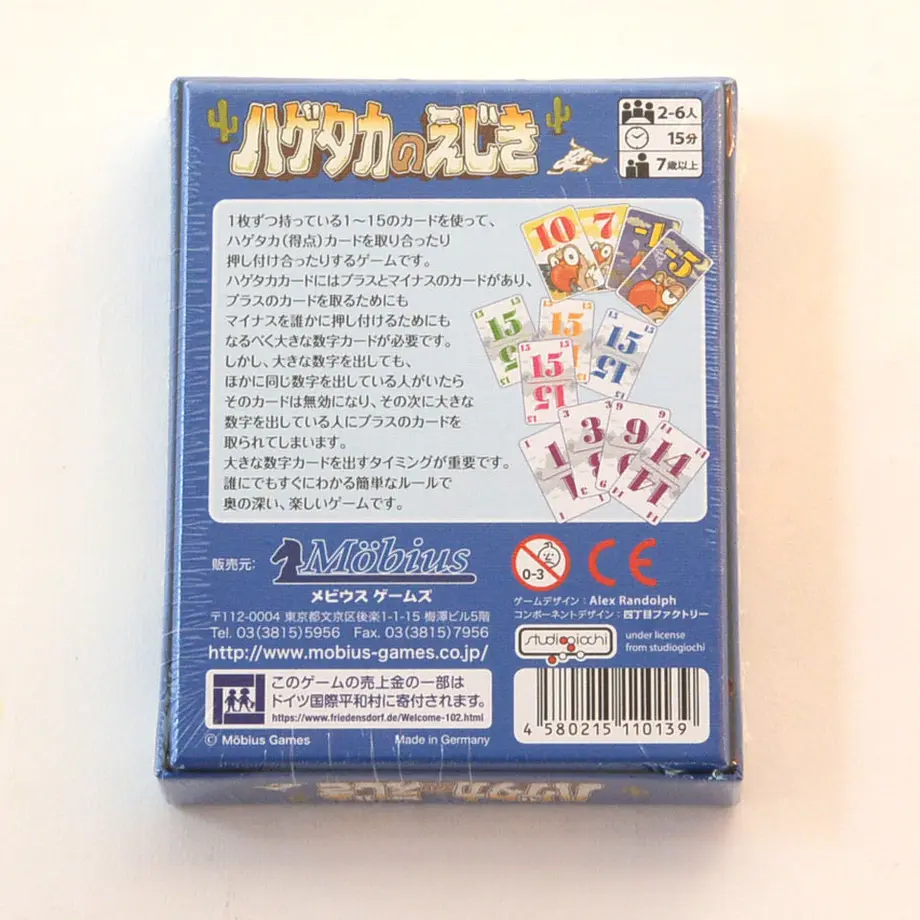 ハゲタカのえじき
2-6人
15分
7歳以上
1枚ずつ持っている1〜15のカードを使って、
ハゲタカ(得点)カードを取り合ったり
押し付け合ったりするゲームです。
ハゲタカカードにはプラスとマイナスのカードがあり、
プラスのカードを取るためにも
マイナスを誰かに押し付けるためにも
なるべく大きな数字カードが必要です。
しかし、大きな数字を出しても、
ほかに同じ数字を出している人がいたら
そのカードは無効になり、その次に大きな
数字を出している人にプラスのカードを
取られてしまいます。
大きな数字カードを出すタイミングが重要です。
誰にでもすぐにわかる簡単なルールで
奥の深い、楽しいゲームです。
10 7 -1 -5
15 15 15 15
15 15 15 15
1 3 9 14
1 3 9 14
販売元: Möbius
メビウス ゲームズ
〒112-0004 東京都文京区後楽1-1-15 梅澤ビル5階
Tel. 03(3815)5956 Fax. 03(3815)7956
http://www.mobius-games.co.jp/
0-3
CE
ゲームデザイン:Alex Randolph
コンポーネントデザイン:四丁目ファクトリー
studiogiochi
under license
from studiogiochi
このゲームの売上金の一部は
ドイツ国際平和村に寄付されます。
https://www.friedensdorf.de/Welcome-102.html
© Möbius Games
Made in Germany
4 580215 110139
ハゲタカのえじき